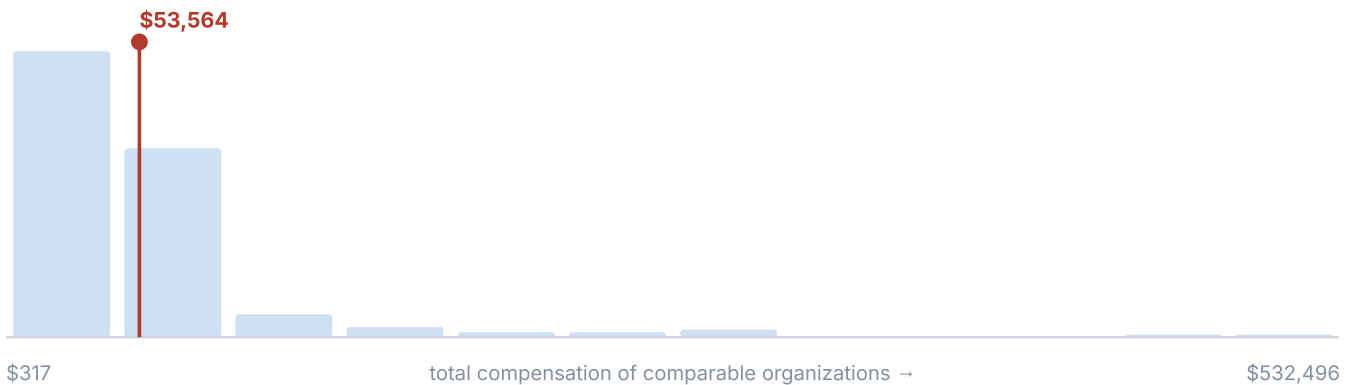 $53,564
$317
total compensation of comparable organizations →
$532,496